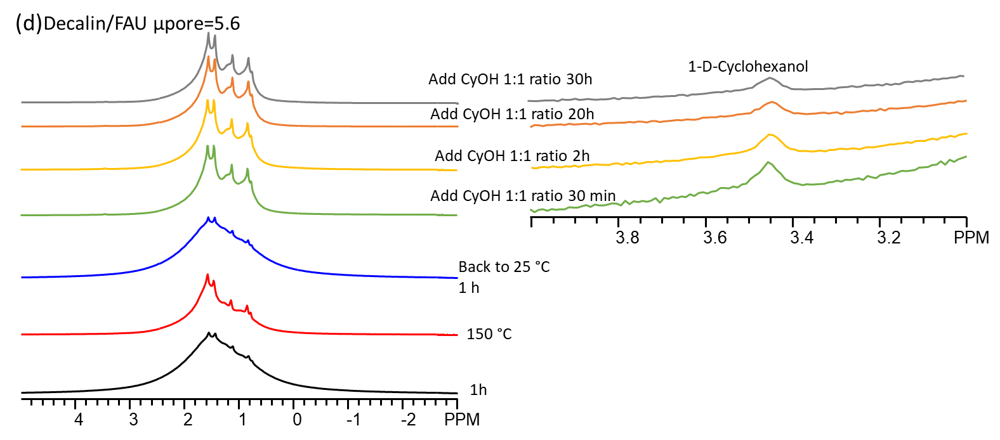 (d)Decalin/FAU µpore=5.6
1-D-Cyclohexanol
Add CyOH 1:1 ratio 30h
Add CyOH 1:1 ratio 20h
Add CyOH 1:1 ratio 2h
Add CyOH 1:1 ratio 30 min
3.8 3.6 3.4 3.2 PPM
Back to 25 °C
1 h
150 °C
1h
4 3 2 1 0 -1 -2 PPM